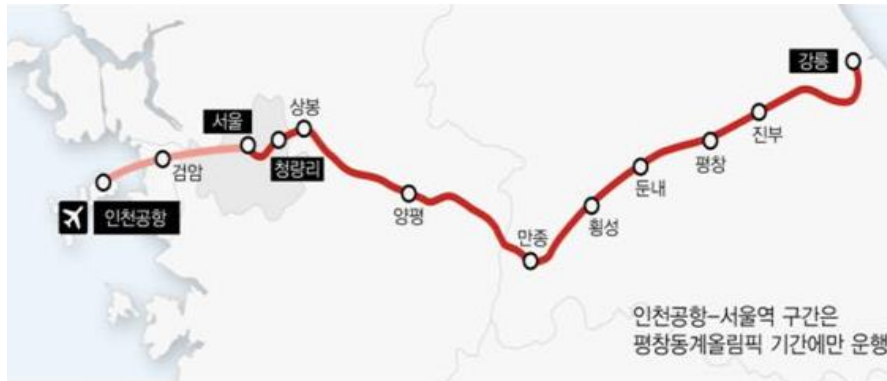 인천공항
검암
서울
청량리
상봉
양평
만종
횡성
둔내
평창
진부
강릉
인천공항-서울역 구간은
평창동계올림픽 기간에만 운행